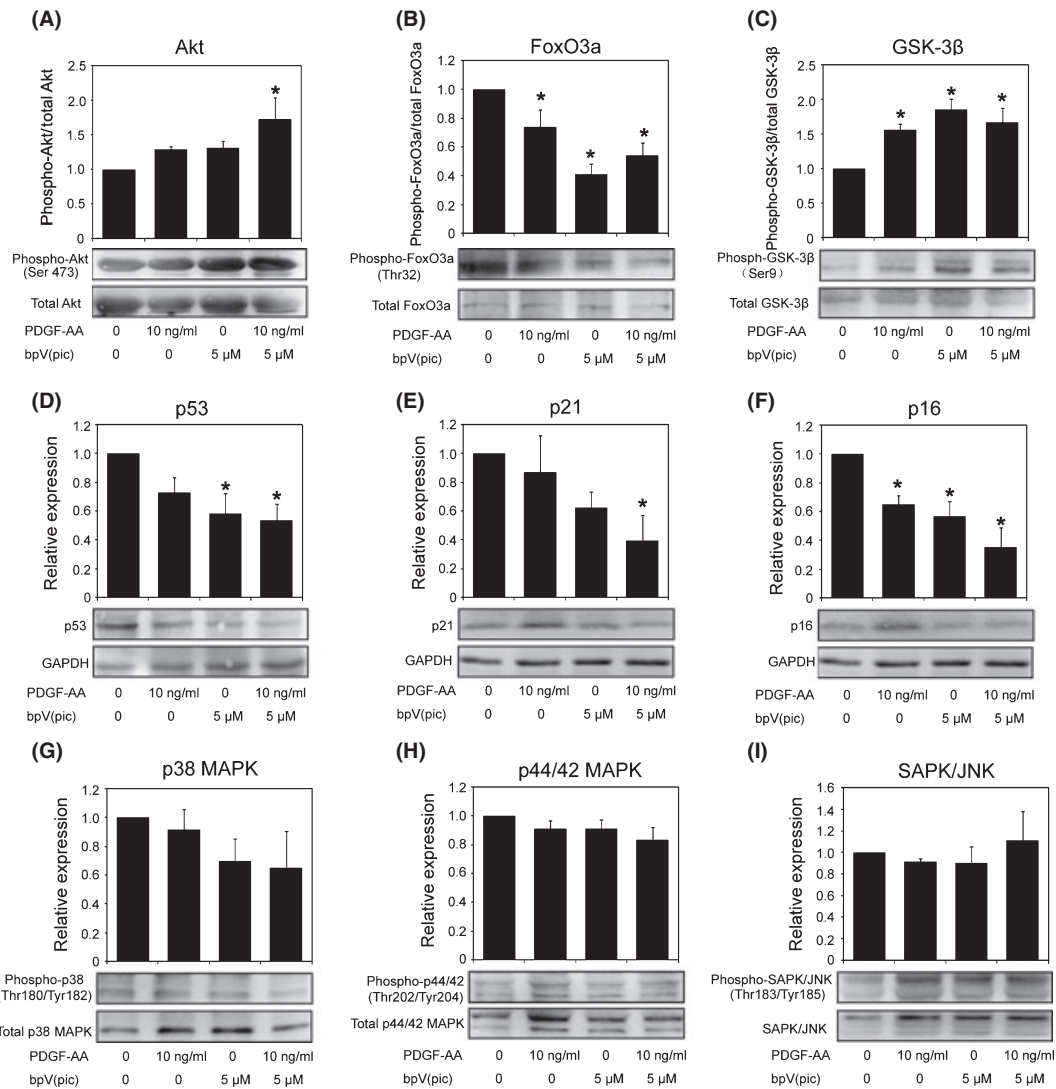 (A)
Akt
Phospho-Akt/total Akt
2.5
2.0
1.5
1.0
0.5
0
*
Phospho-Akt
(Ser 473)
Total Akt
PDGF-AA 0 10 ng/ml 0 10 ng/ml
bpV(pic) 0 0 5 µM 5 µM
(B)
FoxO3a
Phospho-FoxO3a/total FoxO3a
1.2
1.0
0.8
0.6
0.4
0.2
0
* * *
Phospho-FoxO3a
(Thr32)
Total FoxO3a
PDGF-AA 0 10 ng/ml 0 10 ng/ml
bpV(pic) 0 0 5 µM 5 µM
(C)
GSK-3β
Phospho-GSK-3β/total GSK-3β
2.5
2.0
1.5
1.0
0.5
0
* * *
Phosph-GSK-3β
(Ser9)
Total GSK-3β
PDGF-AA 0 10 ng/ml 0 10 ng/ml
bpV(pic) 0 0 5 µM 5 µM
(D)
p53
Relative expression
1.2
1.0
0.8
0.6
0.4
0.2
0
* *
p53
GAPDH
PDGF-AA 0 10 ng/ml 0 10 ng/ml
bpV(pic) 0 0 5 µM 5 µM
(E)
p21
Relative expression
1.2
1.0
0.8
0.6
0.4
0.2
0
*
p21
GAPDH
PDGF-AA 0 10 ng/ml 0 10 ng/ml
bpV(pic) 0 0 5 µM 5 µM
(F)
p16
Relative expression
1.2
1.0
0.8
0.6
0.4
0.2
0
* * *
p16
GAPDH
PDGF-AA 0 10 ng/ml 0 10 ng/ml
bpV(pic) 0 0 5 µM 5 µM
(G)
p38 MAPK
Relative expression
1.2
1.0
0.8
0.6
0.4
0.2
0
Phospho-p38
(Thr180/Tyr182)
Total p38 MAPK
PDGF-AA 0 10 ng/ml 0 10 ng/ml
bpV(pic) 0 0 5 µM 5 µM
(H)
p44/42 MAPK
Relative expression
1.2
1.0
0.8
0.6
0.4
0.2
0
Phospho-p44/42
(Thr202/Tyr204)
Total p44/42 MAPK
PDGF-AA 0 10 ng/ml 0 10 ng/ml
bpV(pic) 0 0 5 µM 5 µM
(I)
SAPK/JNK
Relative expression
1.6
1.4
1.2
1.0
0.8
0.6
0.4
0.2
0
Phospho-SAPK/JNK
(Thr183/Tyr185)
SAPK/JNK
PDGF-AA 0 10 ng/ml 0 10 ng/ml
bpV(pic) 0 0 5 µM 5 µM